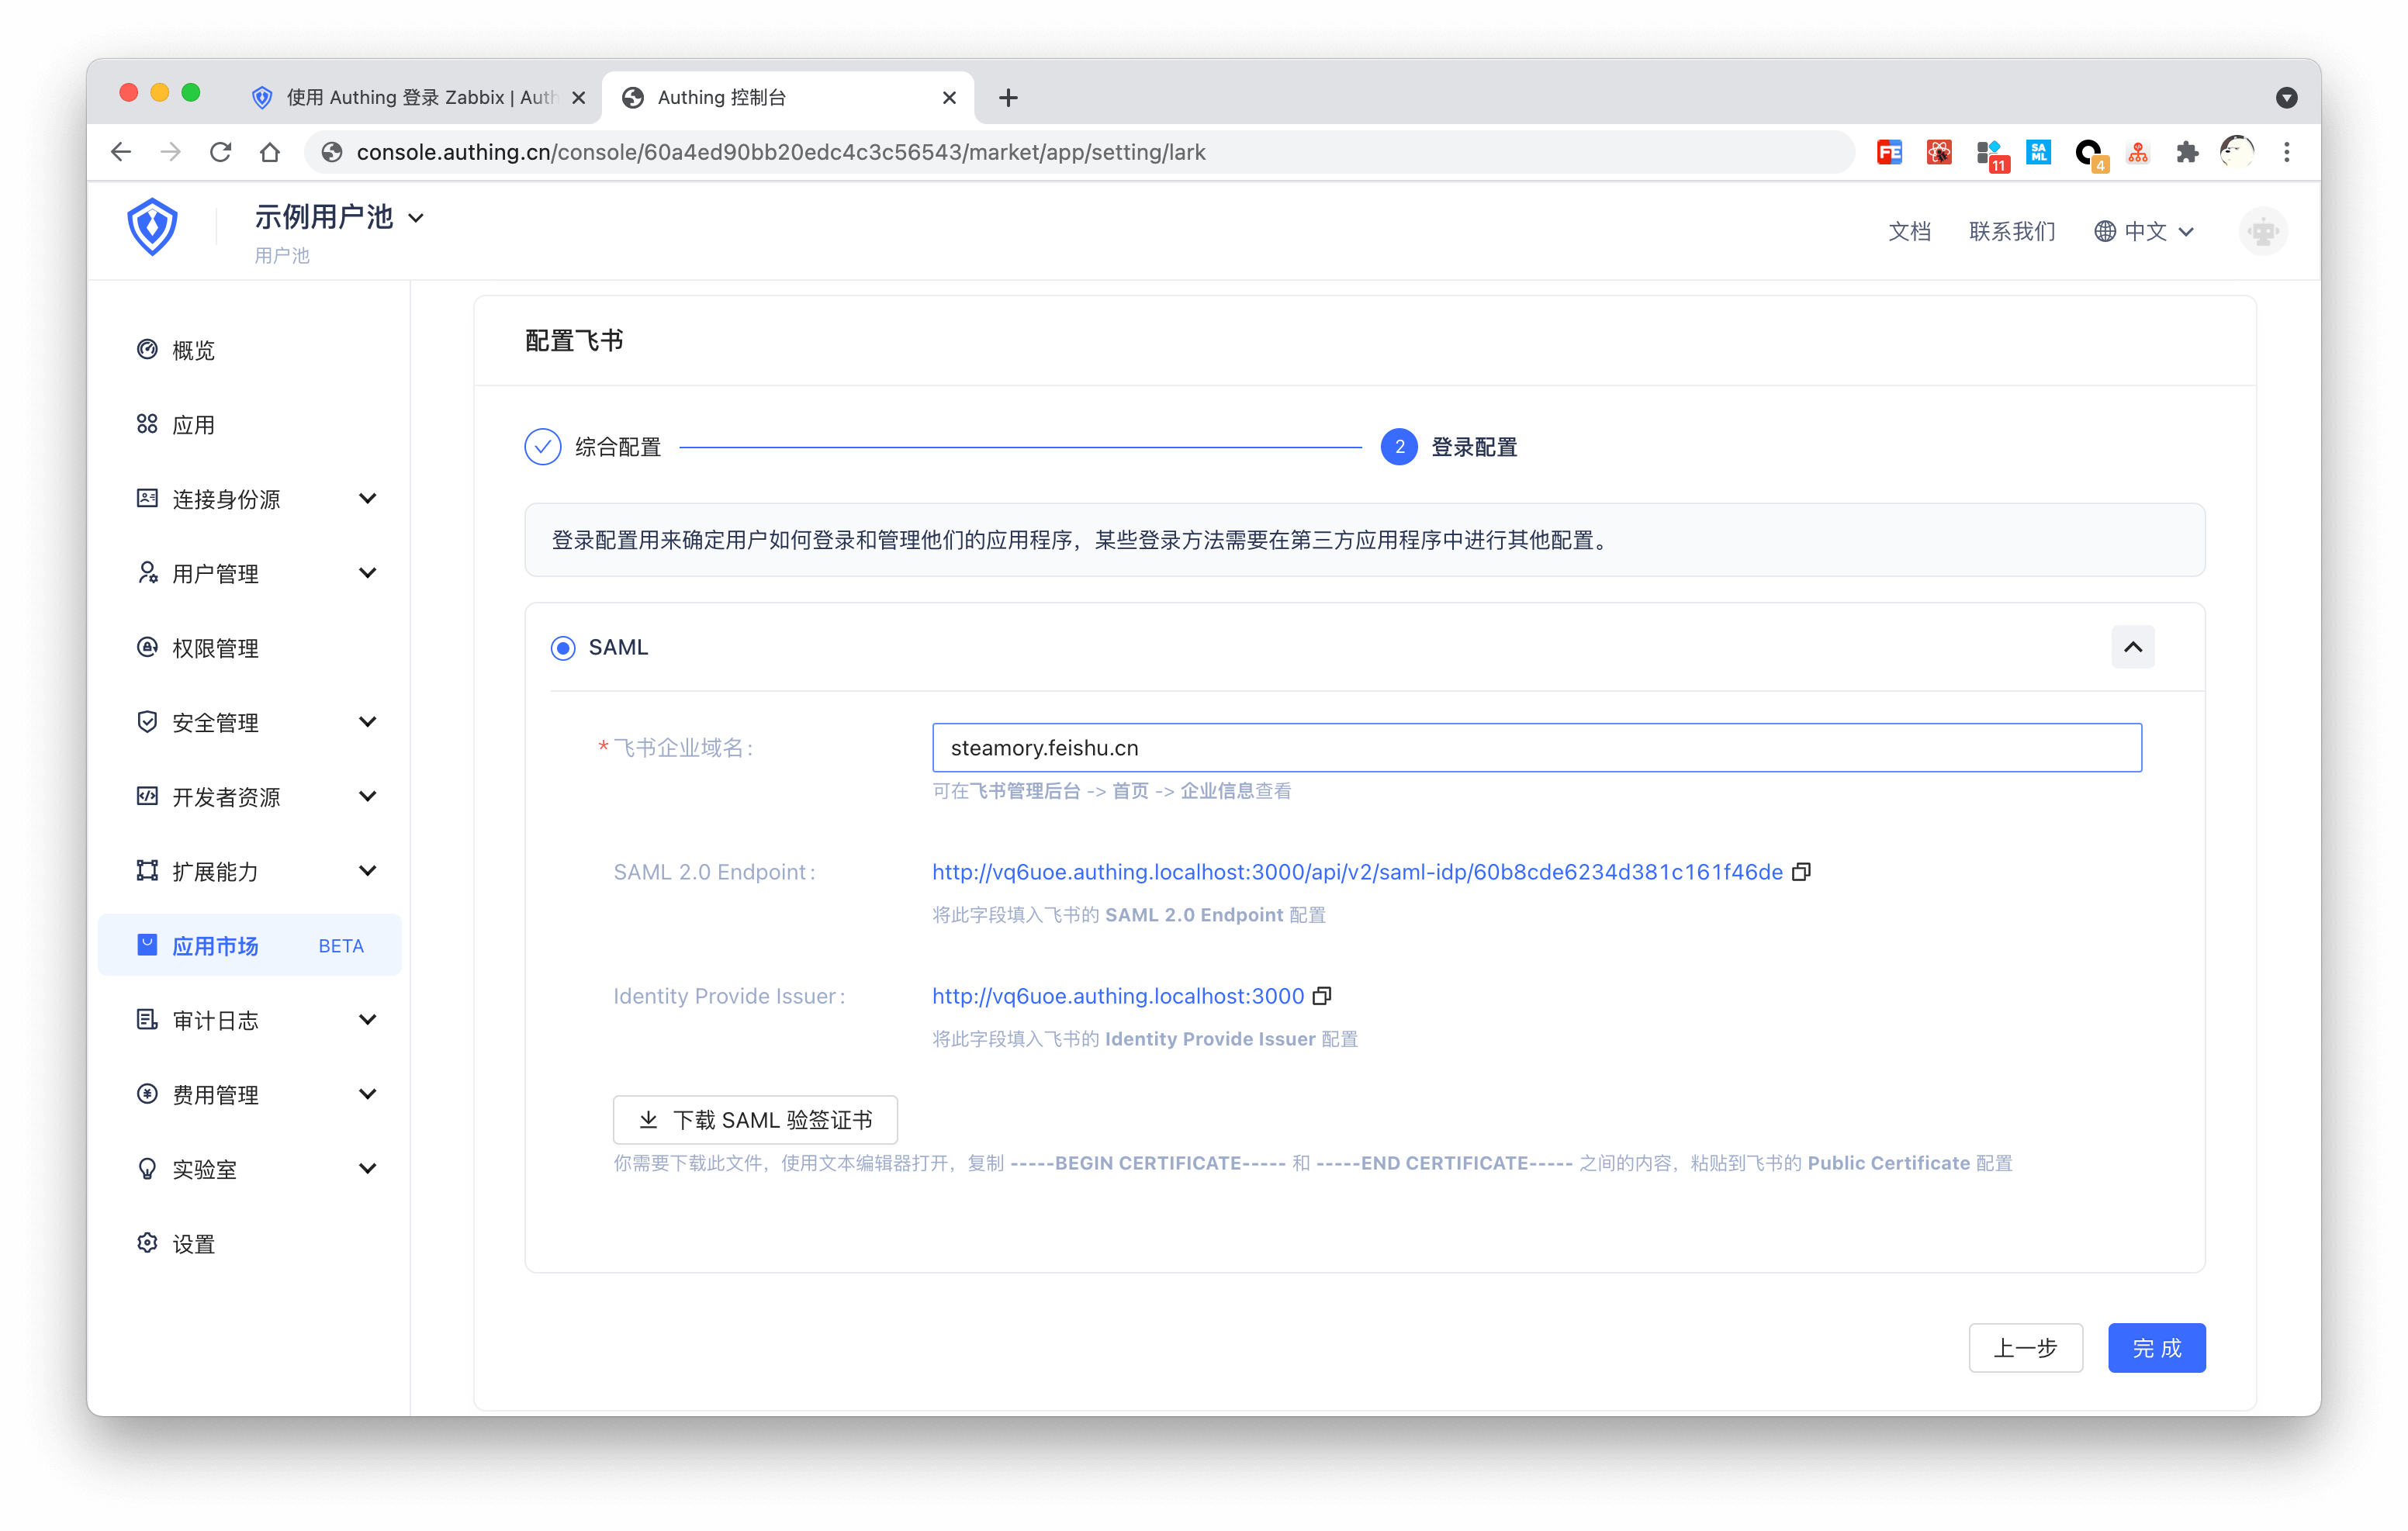 使用 Authing 登录 Zabbix | Auth
Authing 控制台
console.authing.cn/console/60a4ed90bb20edc4c3c56543/market/app/setting/lark
FE
11
SA
ML
4
示例用户池
用户池
文档
联系我们
中文
概览
应用
连接身份源
用户管理
权限管理
安全管理
开发者资源
扩展能力
应用市场 BETA
审计日志
费用管理
实验室
设置
配置飞书
综合配置
2 登录配置
登录配置用来确定用户如何登录和管理他们的应用程序，某些登录方法需要在第三方应用程序中进行其他配置。
SAML
* 飞书企业域名：
steamory.feishu.cn
可在飞书管理后台 -> 首页 -> 企业信息查看
SAML 2.0 Endpoint：
http://vq6uoe.authing.localhost:3000/api/v2/saml-idp/60b8cde6234d381c161f46de
将此字段填入飞书的 SAML 2.0 Endpoint 配置
Identity Provide Issuer：
http://vq6uoe.authing.localhost:3000
将此字段填入飞书的 Identity Provide Issuer 配置
下载 SAML 验签证书
你需要下载此文件，使用文本编辑器打开，复制 -----BEGIN CERTIFICATE----- 和 -----END CERTIFICATE----- 之间的内容，粘贴到飞书的 Public Certificate 配置
上一步
完 成